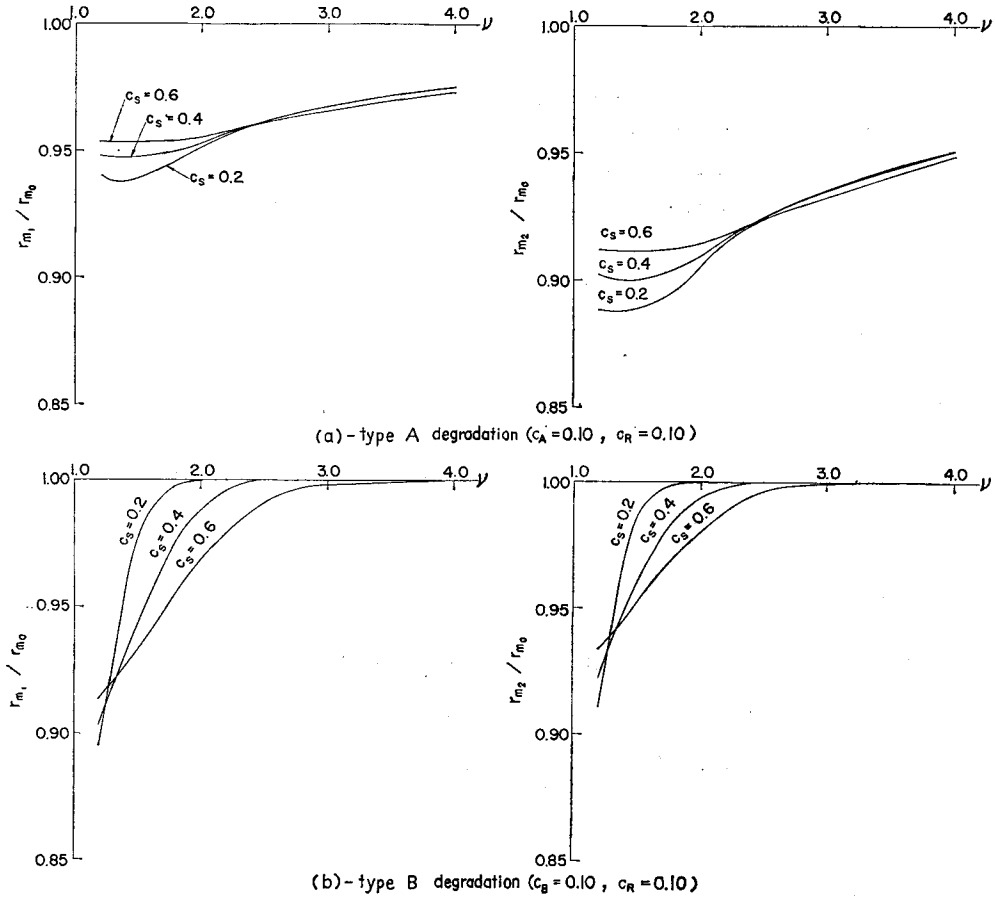 1.0 2.0 3.0 4.0 ν
1.00
0.95
0.90
0.85
r_m₁ / r_m₀
c_S = 0.6
c_S = 0.4
c_S = 0.2
1.0 2.0 3.0 4.0 ν
1.00
0.95
0.90
0.85
r_m₂ / r_m₀
c_S = 0.6
c_S = 0.4
c_S = 0.2
(a) - type A degradation (c_A = 0.10 , c_R = 0.10)
1.0 2.0 3.0 4.0 ν
1.00
0.95
0.90
0.85
r_m₁ / r_m₀
c_S = 0.2
c_S = 0.4
c_S = 0.6
1.0 2.0 3.0 4.0 ν
1.00
0.95
0.90
0.85
r_m₂ / r_m₀
c_S = 0.2
c_S = 0.4
c_S = 0.6
(b) - type B degradation (c_B = 0.10 , c_R = 0.10)